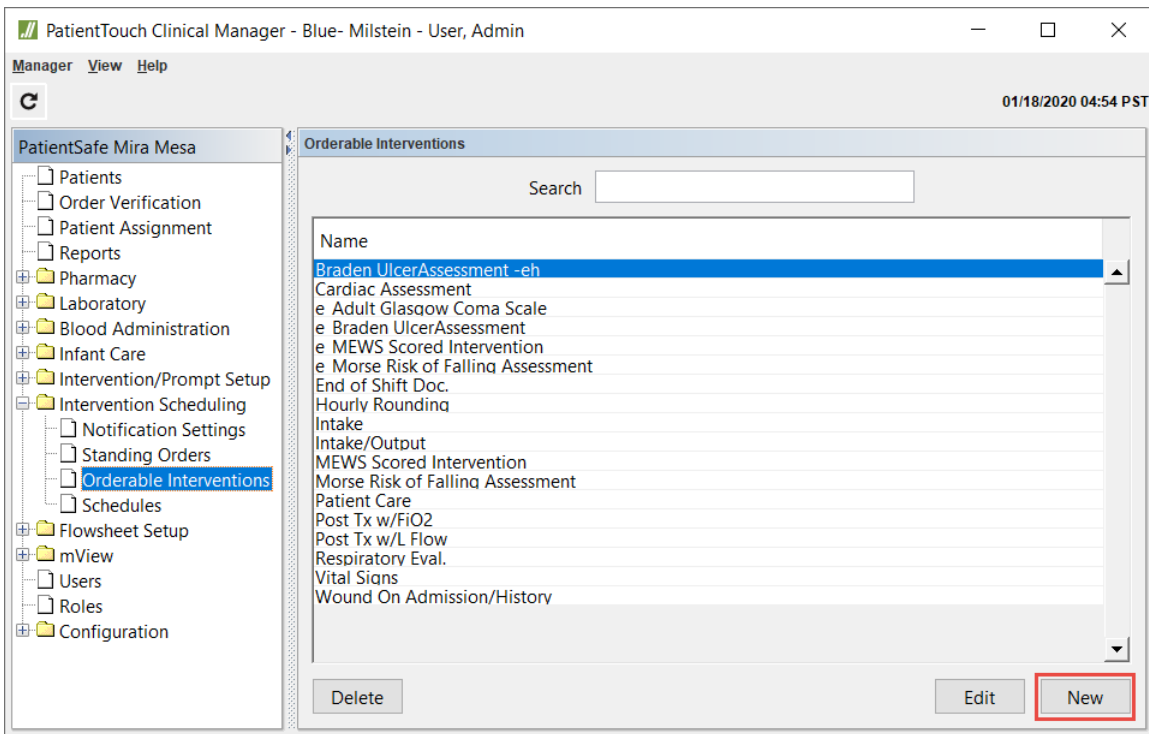 PatientTouch Clinical Manager - Blue- Milstein - User, Admin
Manager View Help
01/18/2020 04:54 PST
PatientSafe Mira Mesa
Patients
Order Verification
Patient Assignment
Reports
Pharmacy
Laboratory
Blood Administration
Infant Care
Intervention/Prompt Setup
Intervention Scheduling
Notification Settings
Standing Orders
Orderable Interventions
Schedules
Flowsheet Setup
mView
Users
Roles
Configuration
Orderable Interventions
Search
Name
Braden UlcerAssessment -eh
Cardiac Assessment
e Adult Glasgow Coma Scale
e Braden UlcerAssessment
e MEWS Scored Intervention
e Morse Risk of Falling Assessment
End of Shift Doc.
Hourly Rounding
Intake
Intake/Output
MEWS Scored Intervention
Morse Risk of Falling Assessment
Patient Care
Post Tx w/FiO2
Post Tx w/L Flow
Respiratory Eval.
Vital Signs
Wound On Admission/History
Delete Edit New